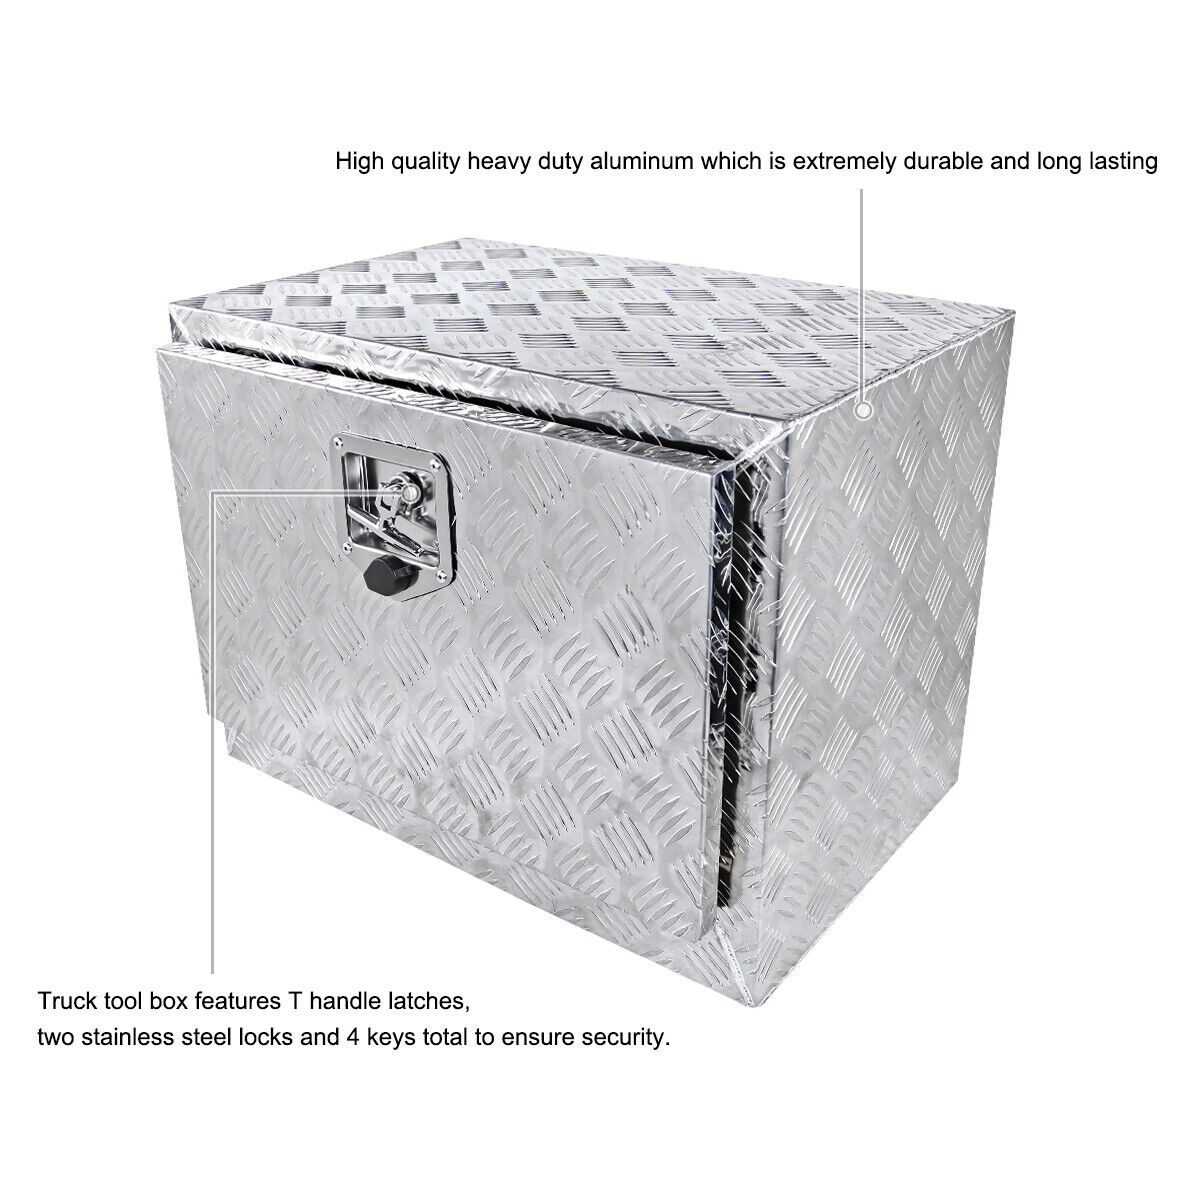 High quality heavy duty aluminum which is extremely durable and long lasting
Truck tool box features T handle latches,
two stainless steel locks and 4 keys total to ensure security.